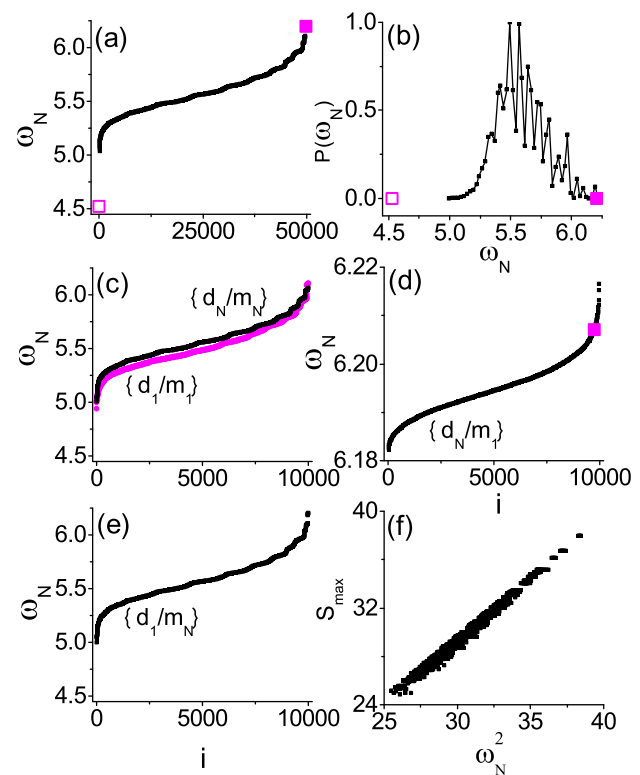 (a)
ω_N
6.0
5.5
5.0
4.5
0 25000 50000
(b)
P(ω_N)
1.0
0.5
0.0
4.5 5.0 5.5 6.0
ω_N
(c)
ω_N
6.0
5.5
5.0
4.5
{ d_N/m_N }
{ d_1/m_1 }
0 5000 10000
(d)
ω_N
6.22
6.20
6.18
{ d_N/m_1 }
0 5000 10000
i
(e)
ω_N
6.0
5.5
5.0
4.5
{ d_1/m_N }
0 5000 10000
i
(f)
S_max
40
32
24
25 30 35 40
ω_N^2